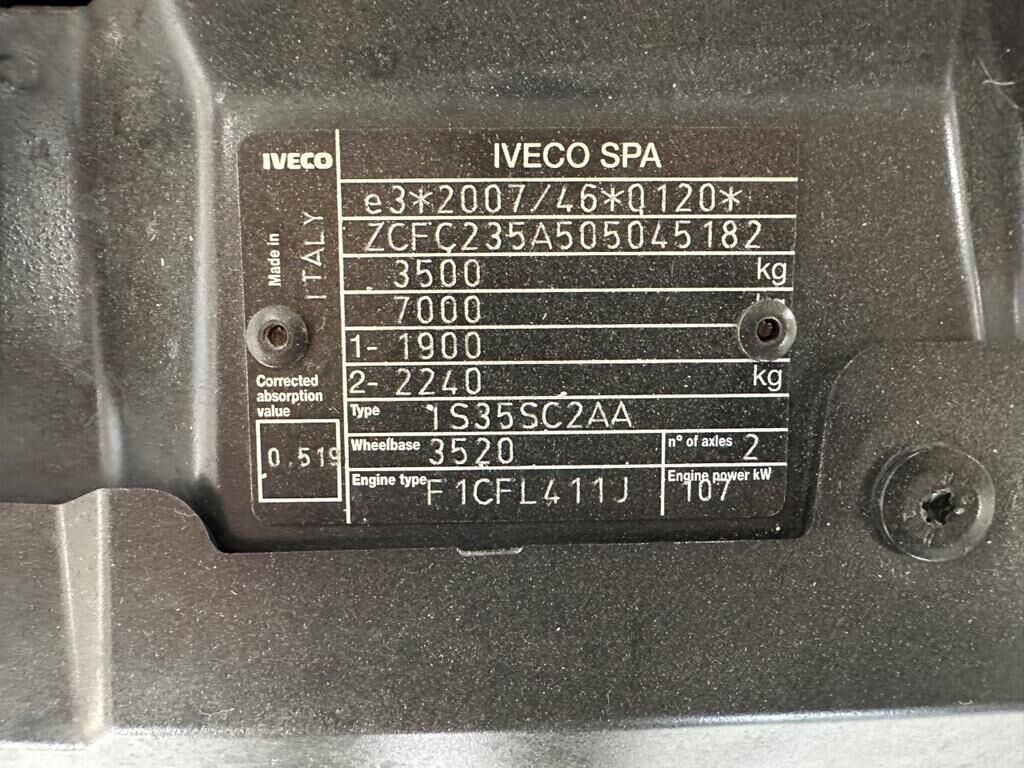 IVECO
IVECO SPA
Made in
ITALY
e3*2007/46*0120*
ZCFC235A505045182
3500 kg
7000
1- 1900
2- 2240 kg
Corrected
absorption
value
0.519
Type 1S35SC2AA
Wheelbase 3520
n° of axles 2
Engine type F1CFL411J
Engine power kW
107